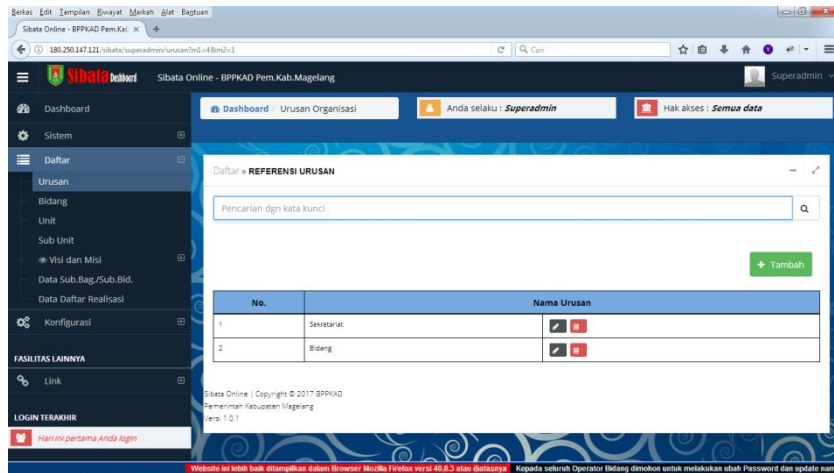 Berkas Edit Tampilan Riwayat Markah Alat Bantuan
Sibata Online - BPPKAD Pem.Kab
180.250.147.121/sibata/superadmin/urusan?m1=4&m2=1
Cari
Sibata Dashboard
Sibata Online - BPPKAD Pem.Kab.Magelang
Superadmin
Dashboard
Sistem
Daftar
Urusan
Bidang
Unit
Sub Unit
Visi dan Misi
Data Sub.Bag./Sub.Bid.
Data Daftar Realisasi
Konfigurasi
FASILITAS LAINNYA
Link
LOGIN TERAKHIR
Hari ini pertama Anda login
Dashboard / Urusan Organisasi
Anda selaku : Superadmin
Hak akses : Semua data
Daftar » REFERENSI URUSAN
Pencarian dgn kata kunci
+ Tambah
No. Nama Urusan
1 Sekretariat
2 Bidang
Sibata Online | Copyright © 2017 BPPKAD
Pemerintah Kabupaten Magelang
Versi 1.0.1
Website ini lebih baik ditampilkan dalam Browser Mozilla Firefox versi 40.0.3 atau diatasnya Kepada seluruh Operator Bidang dimohon untuk melakukan ubah Password dan update nam